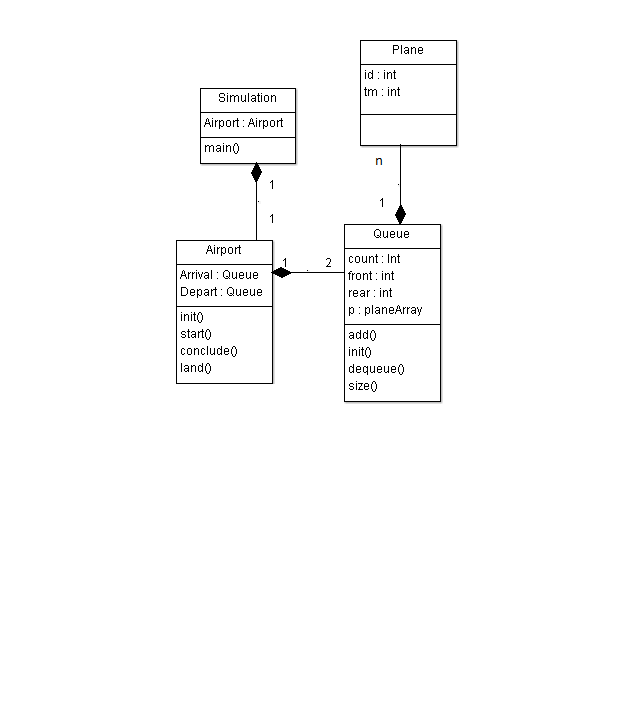 Plane
id : int
tm : int
Simulation
Airport : Airport
main()
n
1
1
1
Queue
count : Int
front : int
rear : int
p : planeArray
add()
init()
dequeue()
size()
Airport
Arrival : Queue
Depart : Queue
init()
start()
conclude()
land()
1
2